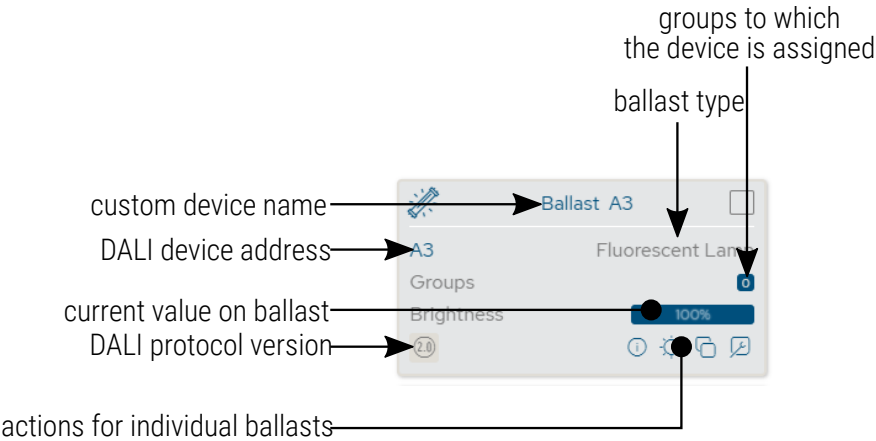 groups to which
the device is assigned
ballast type
custom device name
Ballast A3
DALI device address
A3
Fluorescent Lamp
Groups
0
current value on ballast
Brightness
100%
DALI protocol version
2.0
actions for individual ballasts